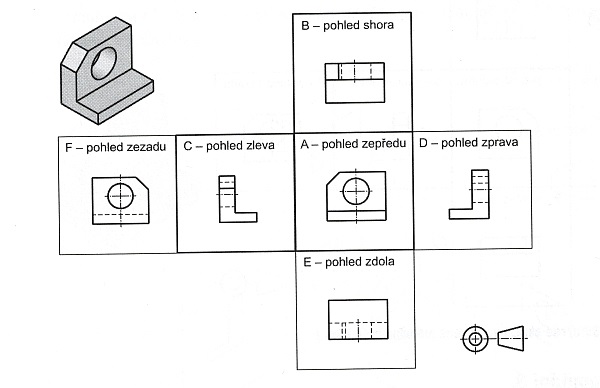 B – pohled shora
F – pohled zezadu
C – pohled zleva
A – pohled zepředu
D – pohled zprava
E – pohled zdola